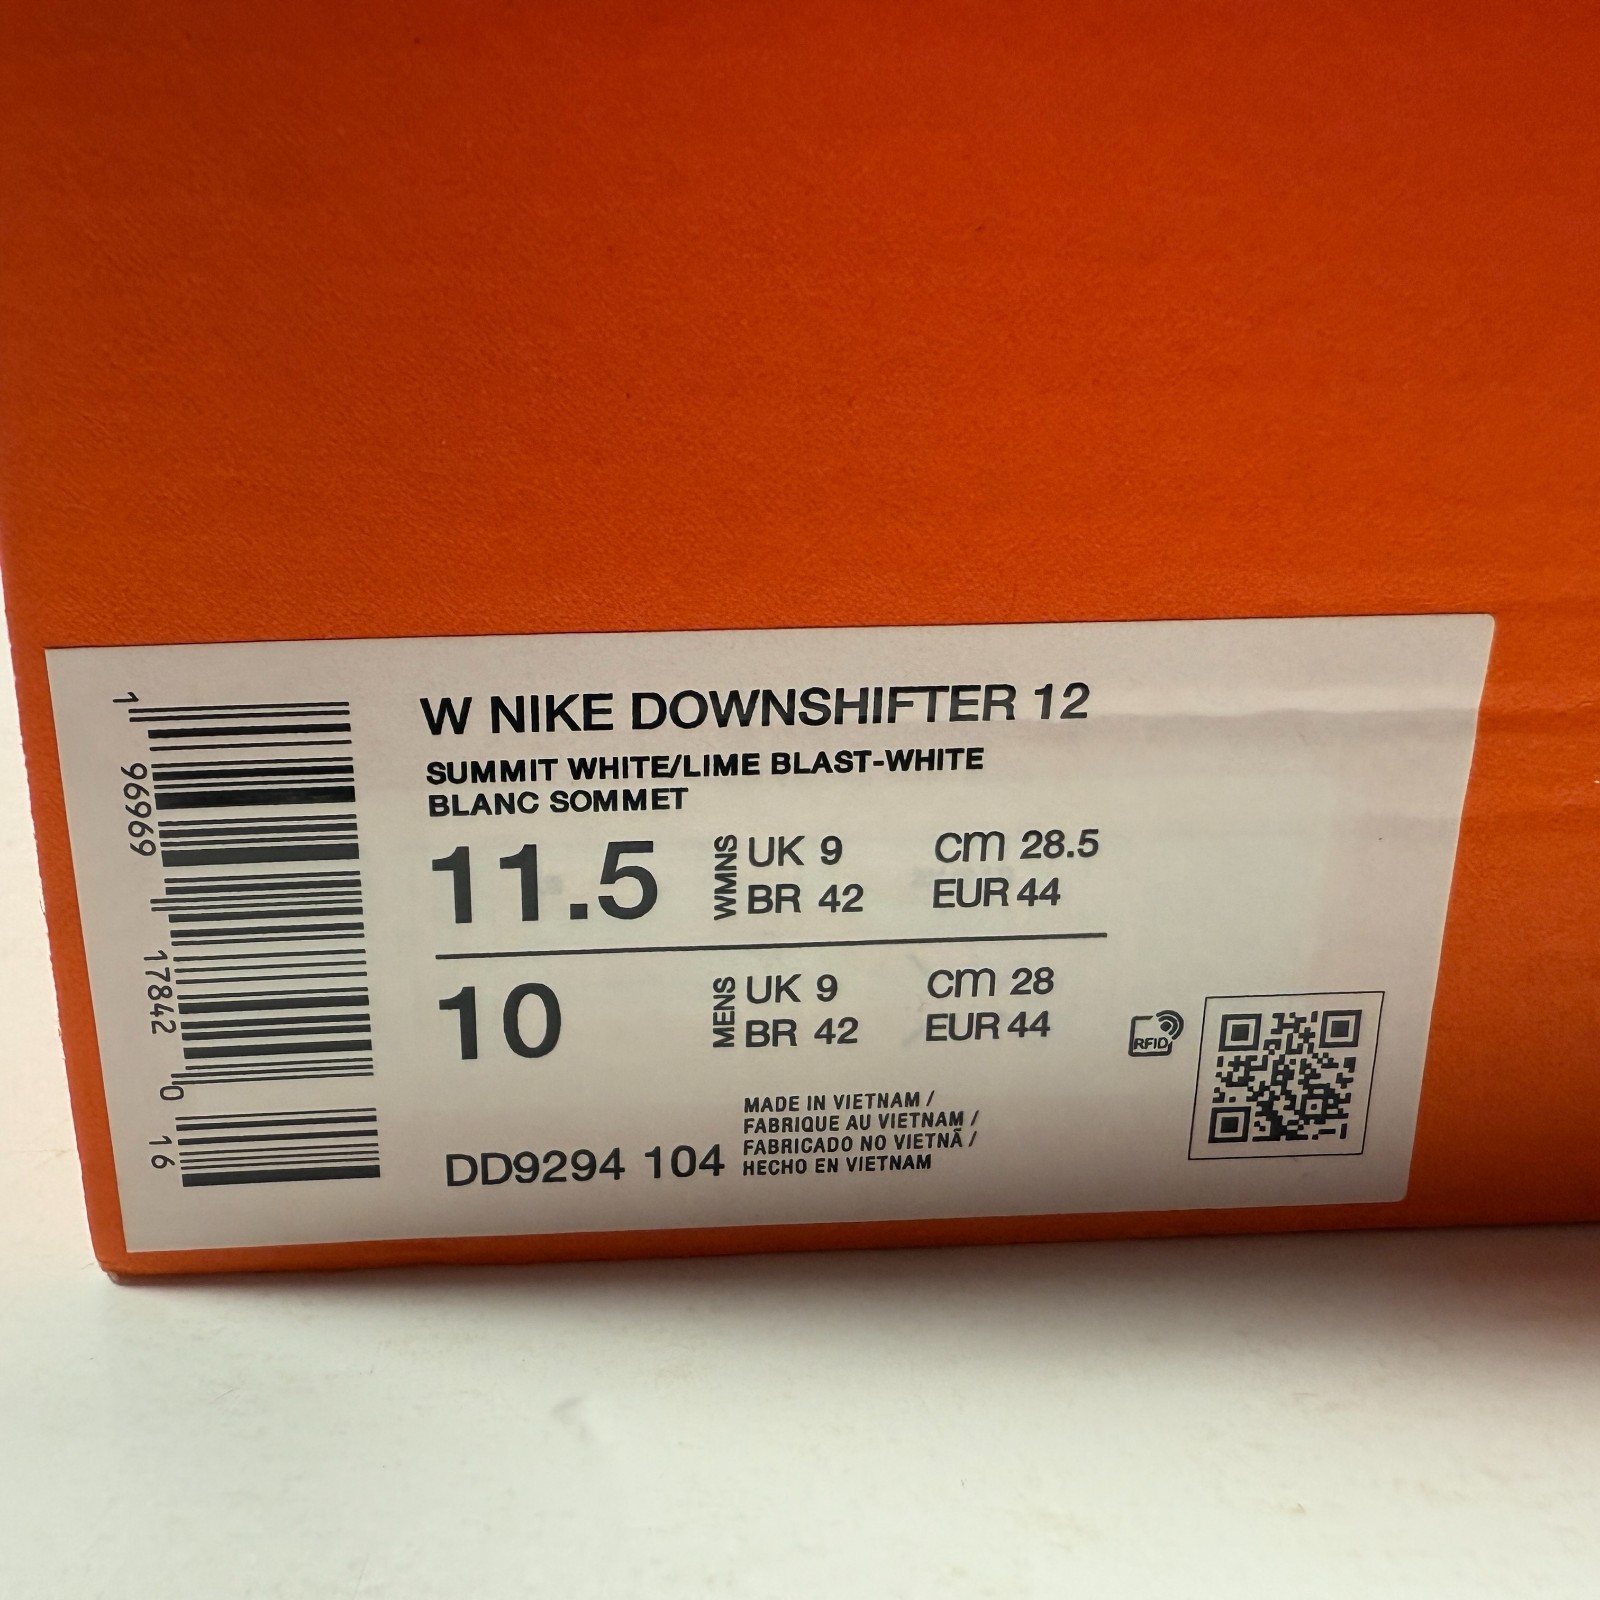 1 96969 17842 0 16
W NIKE DOWNSHIFTER 12
SUMMIT WHITE/LIME BLAST-WHITE
BLANC SOMMET
11.5 WMNS UK 9 cm 28.5
BR 42 EUR 44
10 MENS UK 9 cm 28
BR 42 EUR 44
RFID
DD9294 104
MADE IN VIETNAM /
FABRIQUE AU VIETNAM /
FABRICADO NO VIETNÃ /
HECHO EN VIETNAM